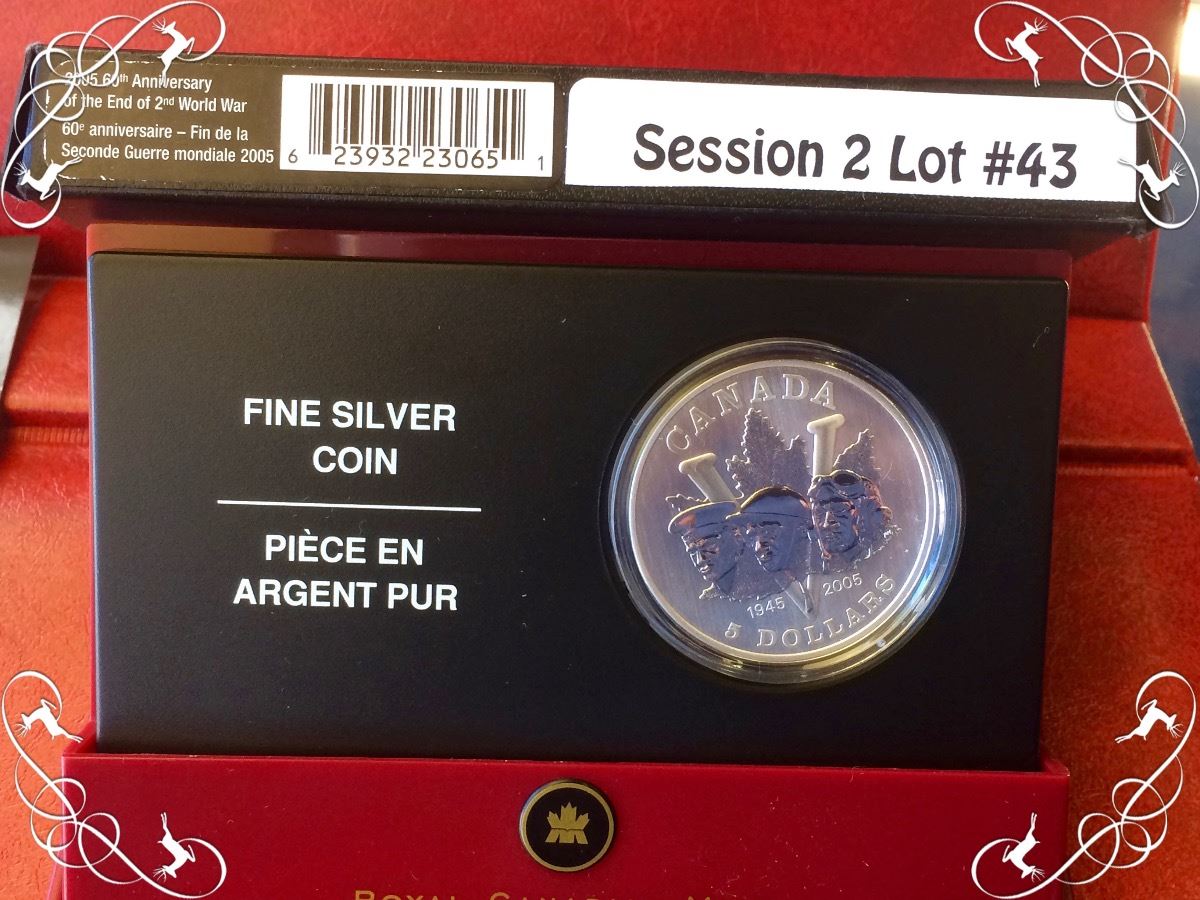 2005 60th Anniversary
of the End of 2nd World War
60e anniversaire – Fin de la
Seconde Guerre mondiale 2005
6 23932 23065 1
Session 2 Lot #43
FINE SILVER
COIN
PIÈCE EN
ARGENT PUR
CANADA
1945 2005
5 DOLLARS
ROYAL CANADIAN